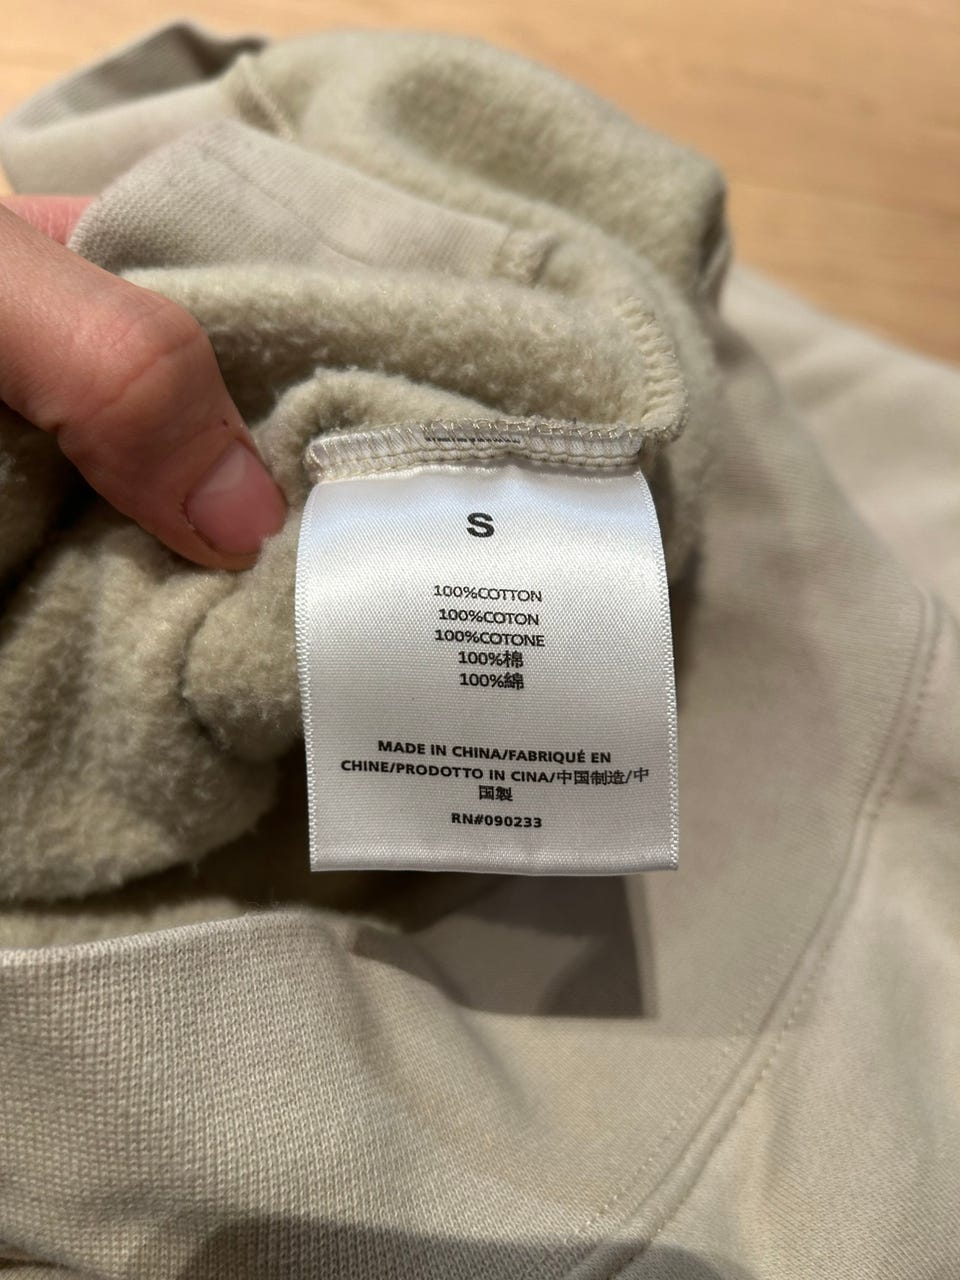 S
100%COTTON
100%COTON
100%COTONE
100%棉
100%綿
MADE IN CHINA/FABRIQUÉ EN
CHINE/PRODOTTO IN CINA/中国制造/中
国製
RN#090233